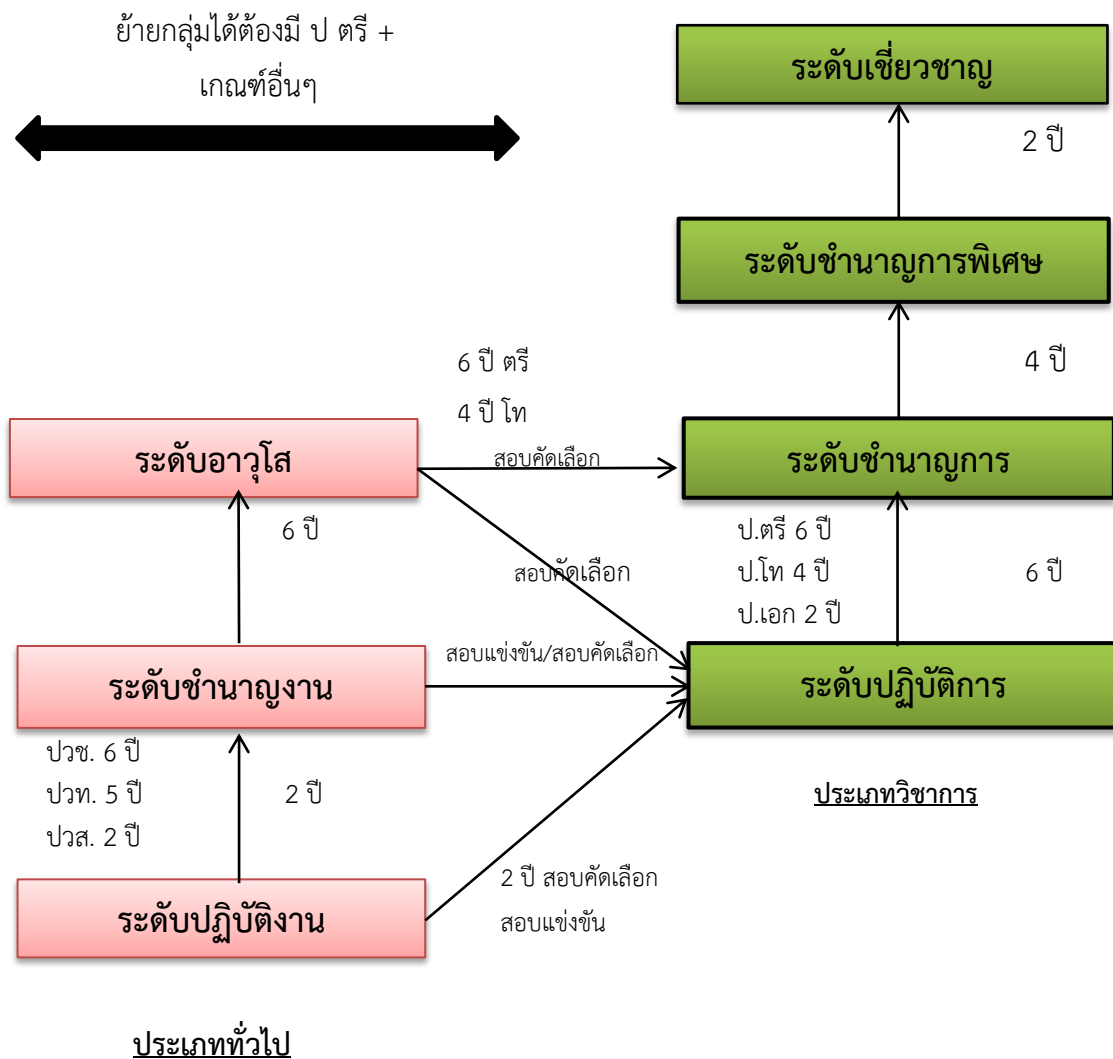 ย้ายกลุ่มได้ต้องมี ป ตรี +
เกณฑ์อื่นๆ
ระดับเชี่ยวชาญ
2 ปี
ระดับชำนาญการพิเศษ
4 ปี
6 ปี ตรี
4 ปี โท
ระดับอาวุโส
สอบคัดเลือก
ระดับชำนาญการ
6 ปี
ป.ตรี 6 ปี
ป.โท 4 ปี
ป.เอก 2 ปี
6 ปี
สอบคัดเลือก
สอบแข่งขัน/สอบคัดเลือก
ระดับชำนาญงาน
ระดับปฏิบัติการ
ปวช. 6 ปี
ปวท. 5 ปี
ปวส. 2 ปี
2 ปี
ประเภทวิชาการ
2 ปี สอบคัดเลือก
สอบแข่งขัน
ระดับปฏิบัติงาน
ประเภททั่วไป